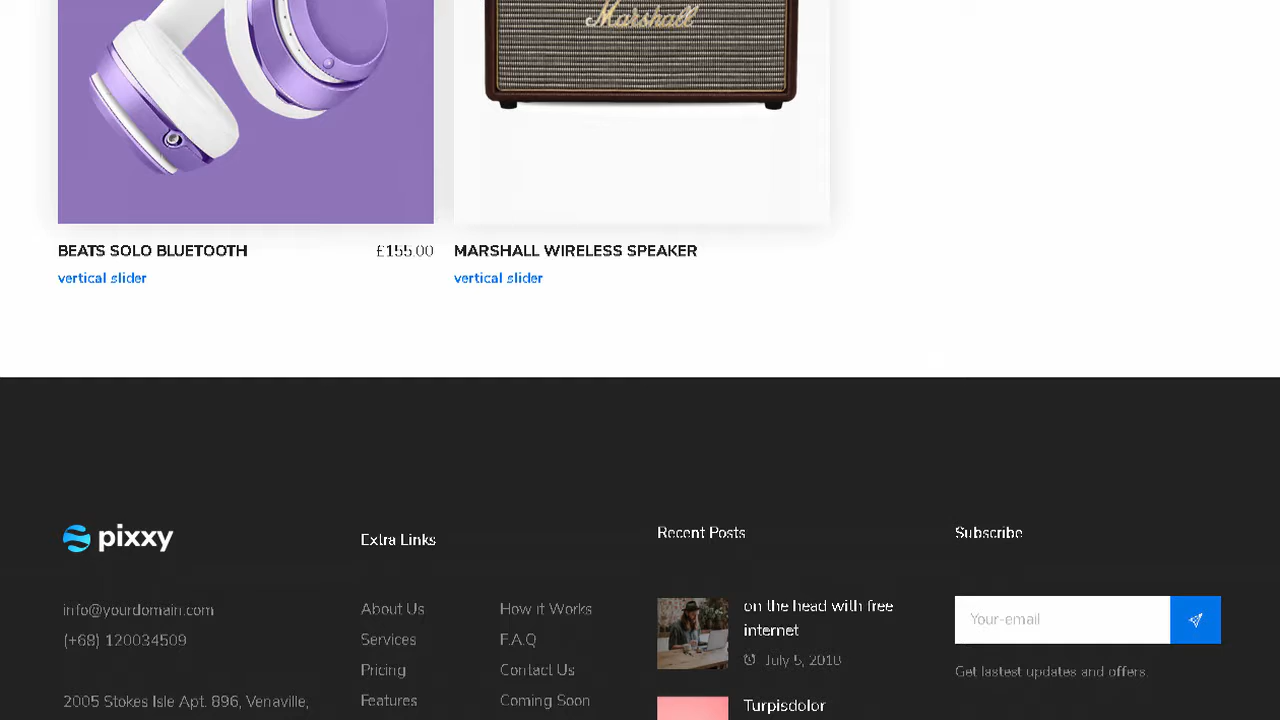 Marshall
BEATS SOLO BLUETOOTH
£155.00
vertical slider
MARSHALL WIRELESS SPEAKER
vertical slider
pixxy
info@yourdomain.com
(+68) 120034509
2005 Stokes Isle Apt. 896, Venaville,
Extra Links
About Us
Services
Pricing
Features
How it Works
F.A.Q
Contact Us
Coming Soon
Recent Posts
on the head with free
internet
July 5, 2018
Turpisdolor
Subscribe
Your-email
Get lastest updates and offers.